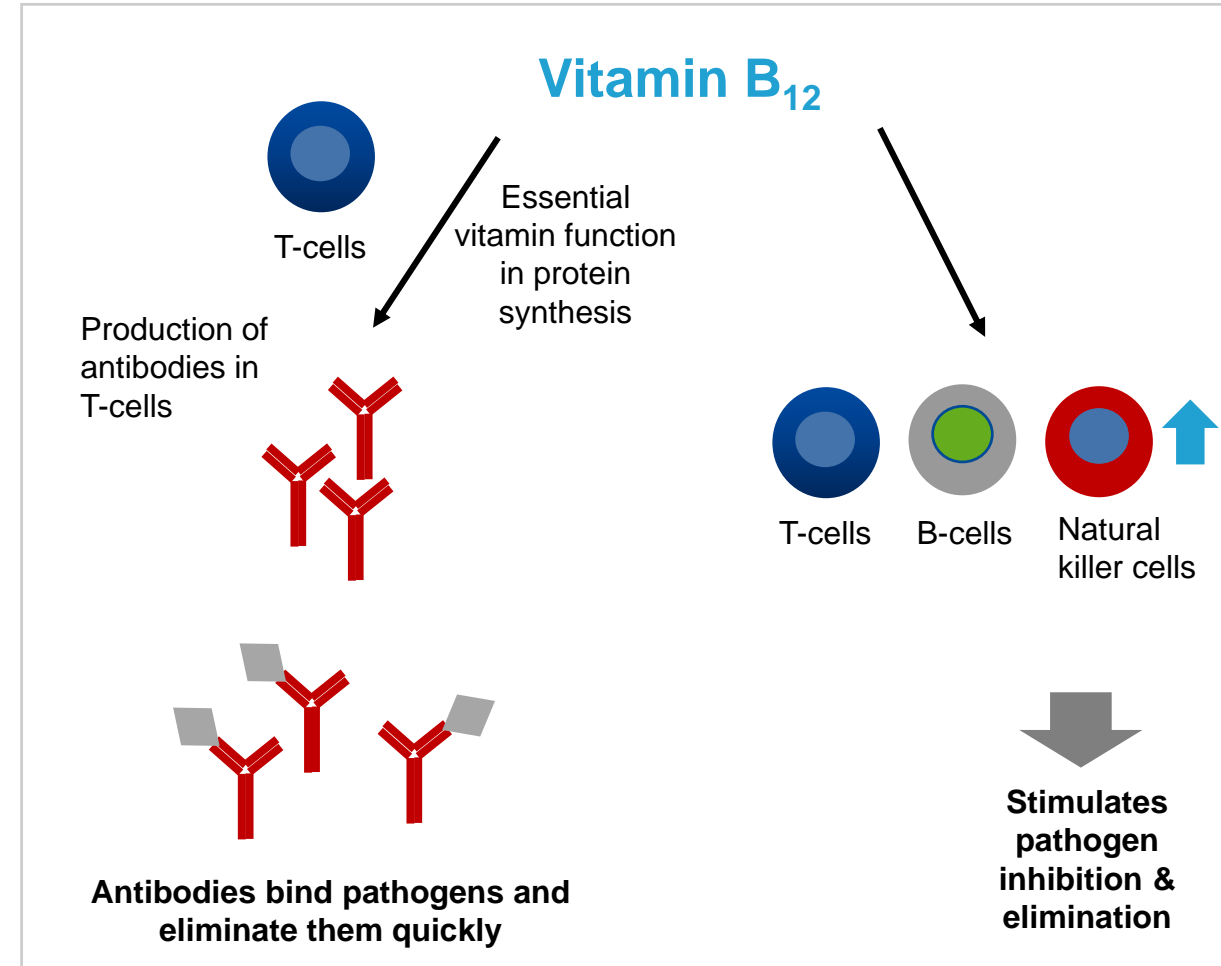 Vitamin B12
T-cells
Essential
vitamin function
in protein
synthesis
Production of
antibodies in
T-cells
T-cells
B-cells
Natural
killer cells
Antibodies bind pathogens and
eliminate them quickly
Stimulates
pathogen
inhibition &
elimination